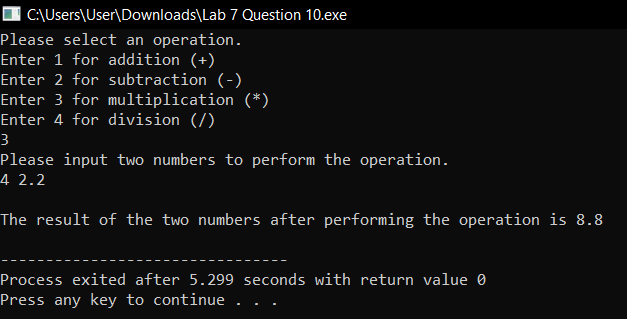 C:\Users\User\Downloads\Lab 7 Question 10.exe
Please select an operation.
Enter 1 for addition (+)
Enter 2 for subtraction (-)
Enter 3 for multiplication (*)
Enter 4 for division (/)
3
Please input two numbers to perform the operation.
4 2.2

The result of the two numbers after performing the operation is 8.8

--------------------------------
Process exited after 5.299 seconds with return value 0
Press any key to continue . . .